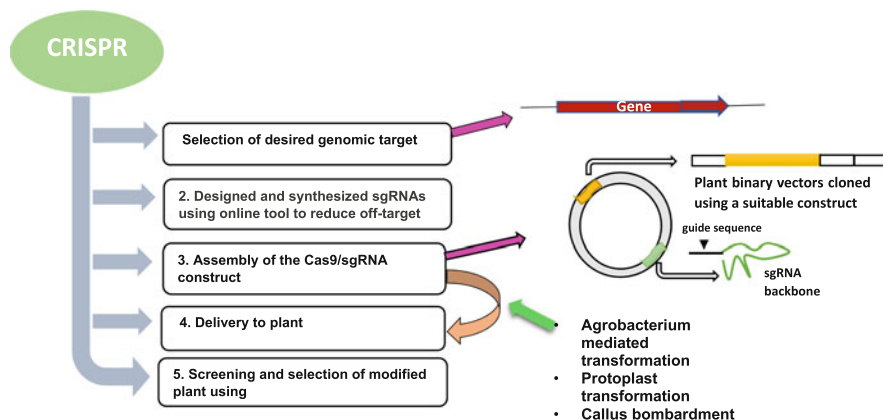 CRISPR
Selection of desired genomic target
2. Designed and synthesized sgRNAs
using online tool to reduce off-target
3. Assembly of the Cas9/sgRNA
construct
4. Delivery to plant
5. Screening and selection of modified
plant using
Gene
Plant binary vectors cloned
using a suitable construct
guide sequence
sgRNA
backbone
• Agrobacterium
mediated
transformation
• Protoplast
transformation
• Callus bombardment